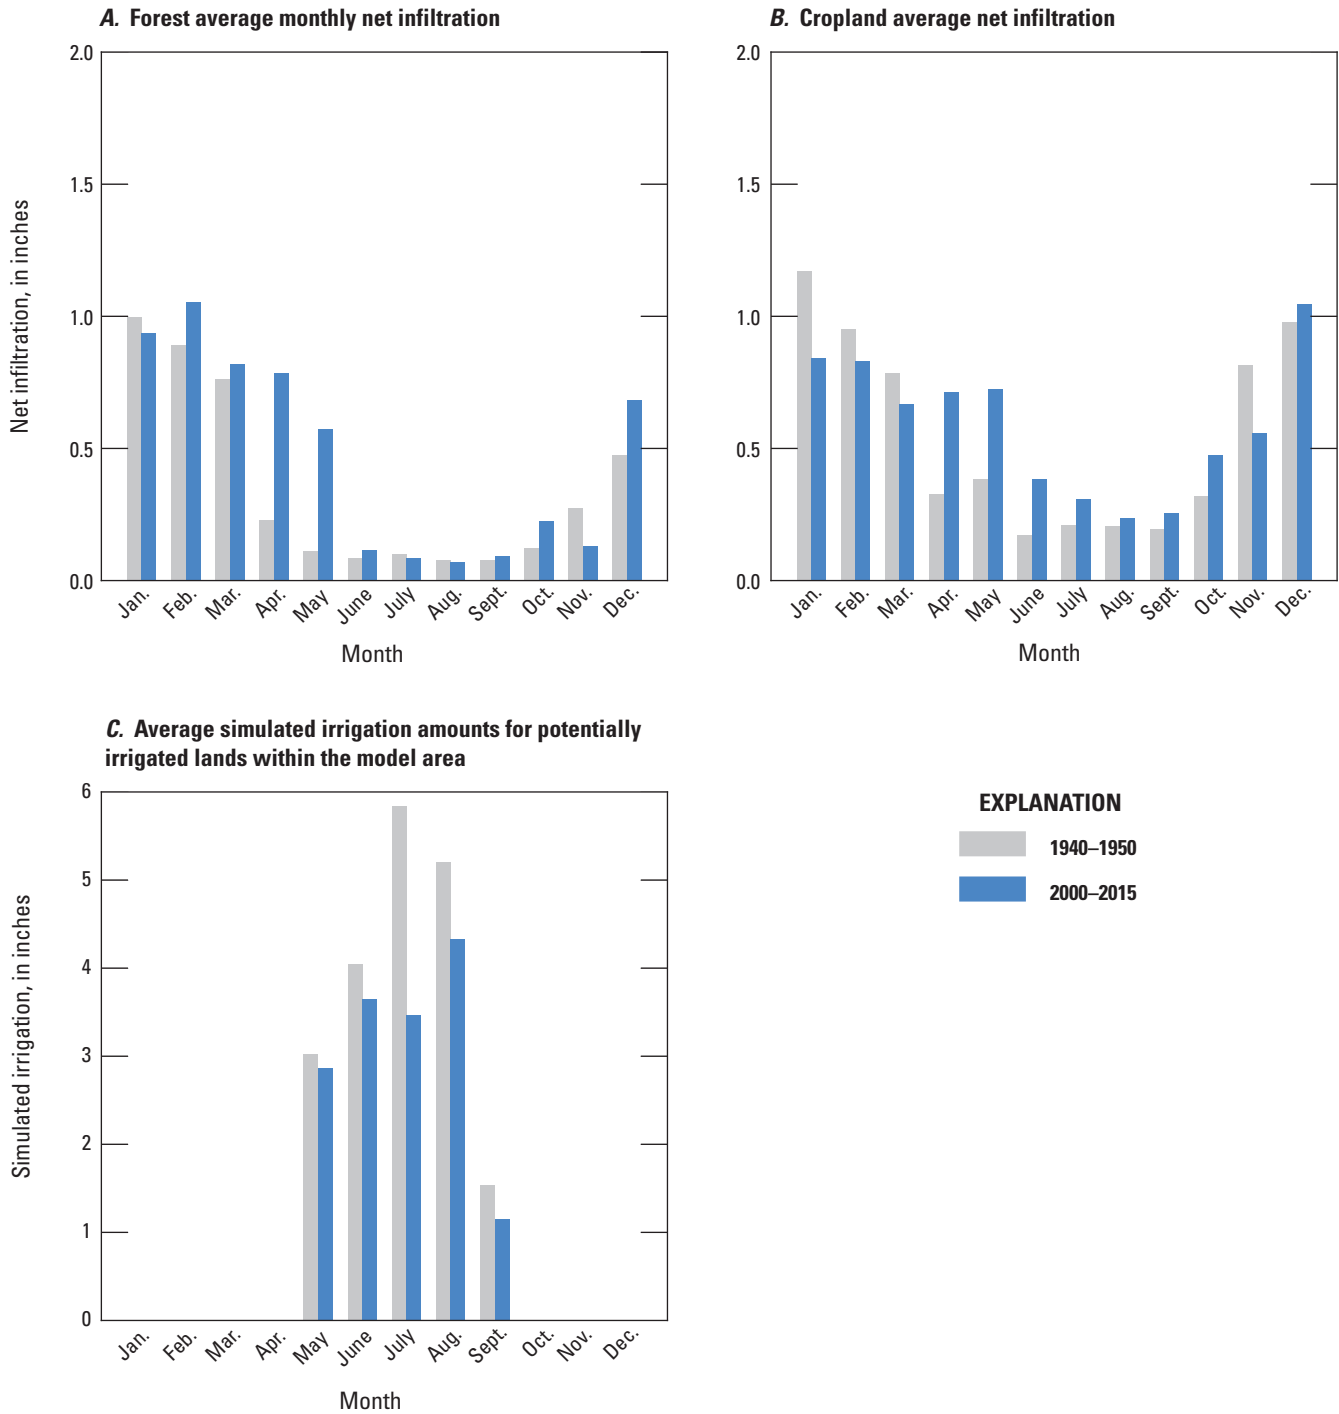 A. Forest average monthly net infiltration
2.0
1.5
1.0
0.5
0.0
Net infiltration, in inches
Jan. Feb. Mar. Apr. May June July Aug. Sept. Oct. Nov. Dec.
Month
B. Cropland average net infiltration
2.0
1.5
1.0
0.5
0.0
Jan. Feb. Mar. Apr. May June July Aug. Sept. Oct. Nov. Dec.
Month
C. Average simulated irrigation amounts for potentially
irrigated lands within the model area
6
5
4
3
2
1
0
Simulated irrigation, in inches
Jan. Feb. Mar. Apr. May June July Aug. Sept. Oct. Nov. Dec.
Month
EXPLANATION
1940–1950
2000–2015